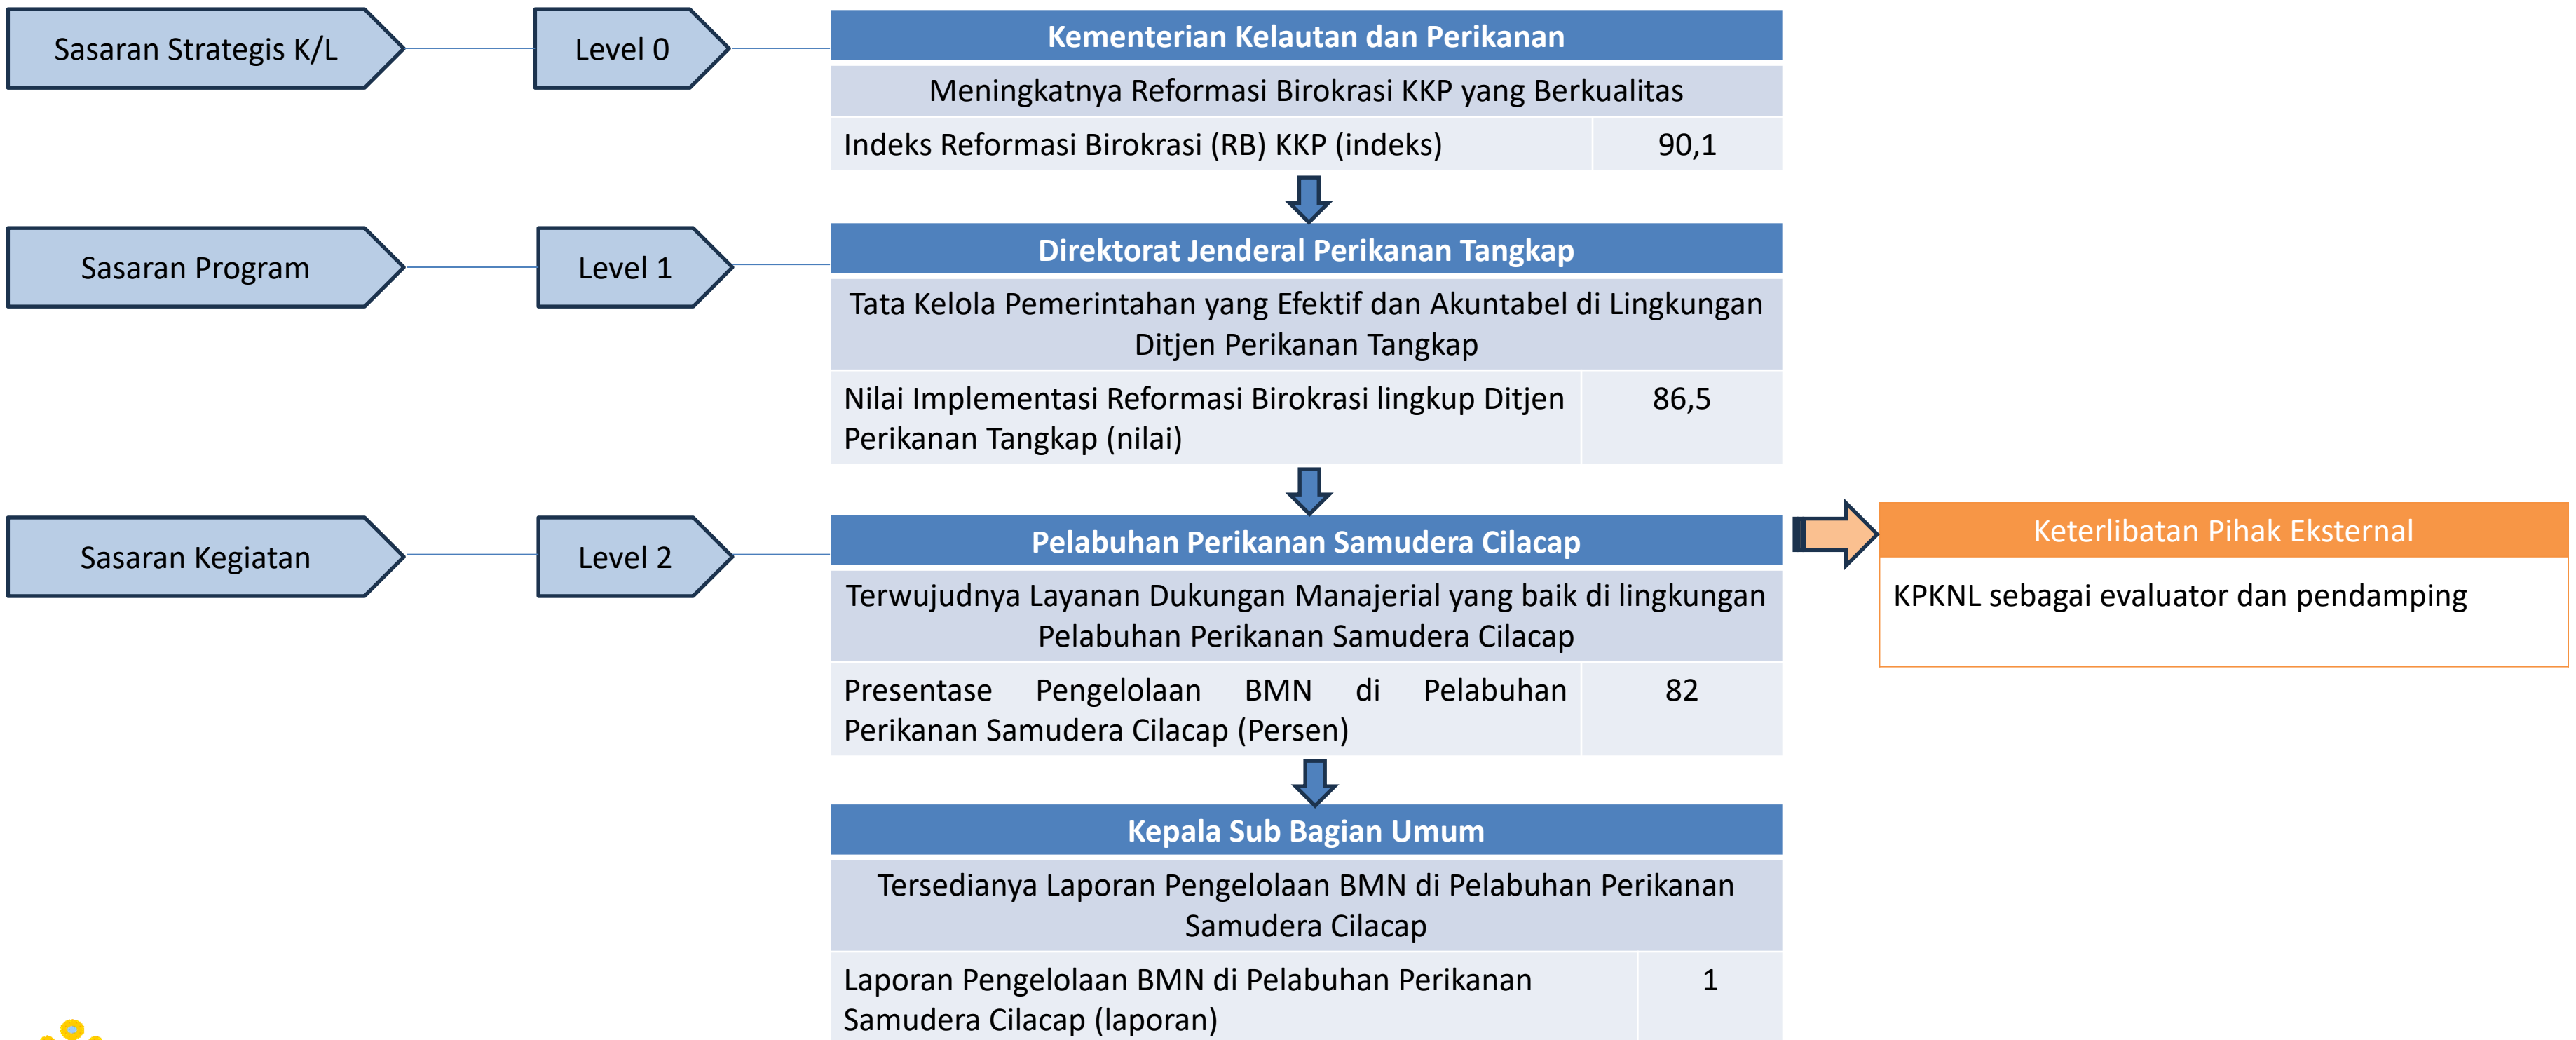 Sasaran Strategis K/L
Level 0
Kementerian Kelautan dan Perikanan
Meningkatnya Reformasi Birokrasi KKP yang Berkualitas
Indeks Reformasi Birokrasi (RB) KKP (indeks)
90,1
Sasaran Program
Level 1
Direktorat Jenderal Perikanan Tangkap
Tata Kelola Pemerintahan yang Efektif dan Akuntabel di Lingkungan
Ditjen Perikanan Tangkap
Nilai Implementasi Reformasi Birokrasi lingkup Ditjen
Perikanan Tangkap (nilai)
86,5
Sasaran Kegiatan
Level 2
Pelabuhan Perikanan Samudera Cilacap
Terwujudnya Layanan Dukungan Manajerial yang baik di lingkungan
Pelabuhan Perikanan Samudera Cilacap
Presentase Pengelolaan BMN di Pelabuhan
Perikanan Samudera Cilacap (Persen)
82
Keterlibatan Pihak Eksternal
KPKNL sebagai evaluator dan pendamping
Kepala Sub Bagian Umum
Tersedianya Laporan Pengelolaan BMN di Pelabuhan Perikanan
Samudera Cilacap
Laporan Pengelolaan BMN di Pelabuhan Perikanan
Samudera Cilacap (laporan)
1